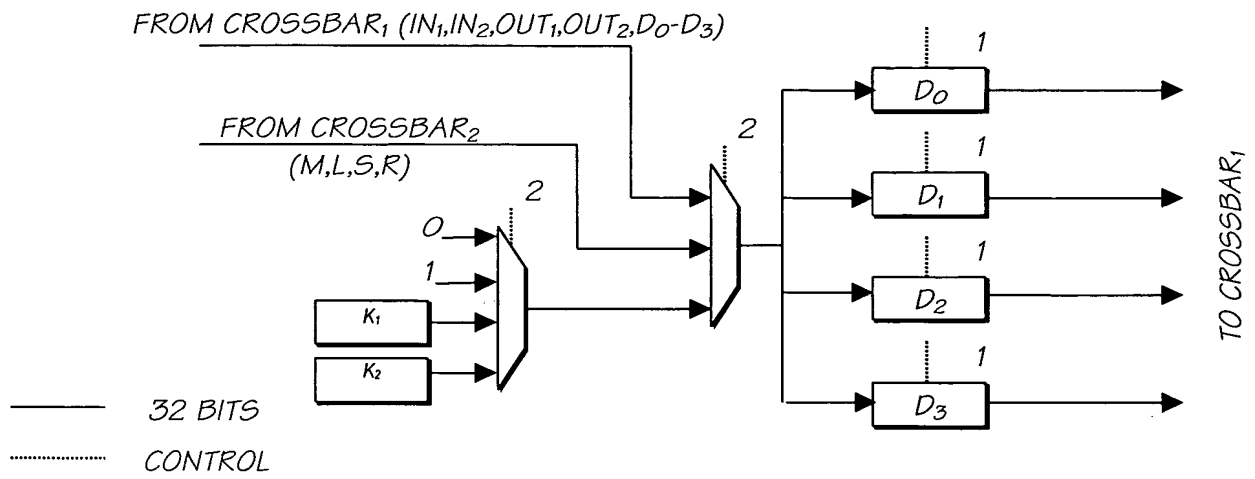 FROM CROSSBAR₁ (IN₁,IN₂,OUT₁,OUT₂,D₀-D₃)
1
D₀
FROM CROSSBAR₂
(M,L,S,R)
2
1
D₁
2
0
1
K₁
K₂
1
D₂
1
D₃
TO CROSSBAR₁
32 BITS
CONTROL